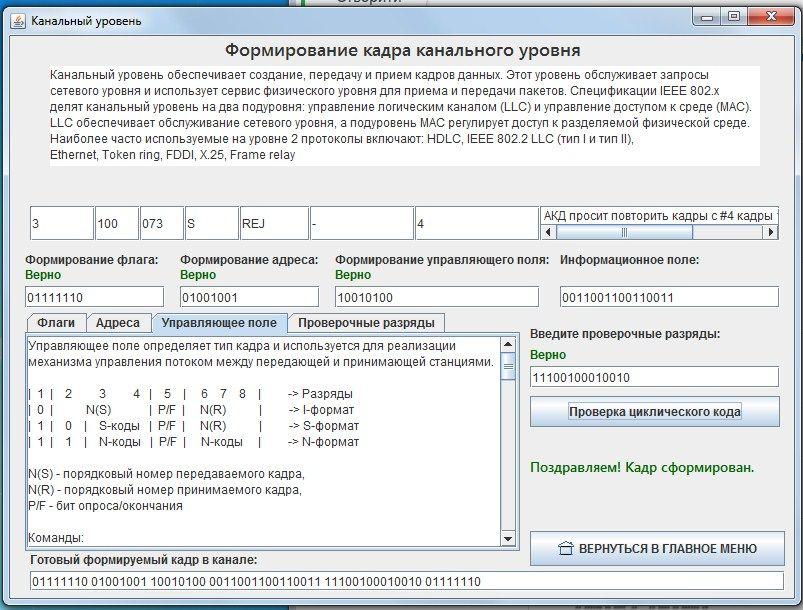 Канальный уровень
Формирование кадра канального уровня
Канальный уровень обеспечивает создание, передачу и прием кадров данных. Этот уровень обслуживает запросы
сетевого уровня и использует сервис физического уровня для приема и передачи пакетов. Спецификации IEEE 802.x
делят канальный уровень на два подуровня: управление логическим каналом (LLC) и управление доступом к среде (MAC).
LLC обеспечивает обслуживание сетевого уровня, а подуровень MAC регулирует доступ к разделяемой физической среде.
Наиболее часто используемые на уровне 2 протоколы включают: HDLC, IEEE 802.2 LLC (тип I и тип II),
Ethernet, Token ring, FDDI, X.25, Frame relay
3 100 073 S REJ - 4 АКД просит повторить кадры с #4 кадры
Формирование флага: Формирование адреса: Формирование управляющего поля: Информационное поле:
Верно Верно Верно
01111110 01001001 10010100 0011001100110011
Флаги Адреса Управляющее поле Проверочные разряды
Управляющее поле определяет тип кадра и используется для реализации
механизма управления потоком между передающей и принимающей станциями.
| 1 | 2 3 4 | 5 | 6 7 8 | -> Разряды
| 0 | N(S) | P/F | N(R) | -> I-формат
| 1 | 0 | S-коды | P/F | N(R) | -> S-формат
| 1 | 1 | N-коды | P/F | N-коды | -> N-формат
N(S) - порядковый номер передаваемого кадра,
N(R) - порядковый номер принимаемого кадра,
P/F - бит опроса/окончания
Команды:
Введите проверочные разряды:
Верно
11100100010010
Проверка циклического кода
Поздравляем! Кадр сформирован.
ВЕРНУТЬСЯ В ГЛАВНОЕ МЕНЮ
Готовый формируемый кадр в канале:
01111110 01001001 10010100 0011001100110011 11100100010010 01111110